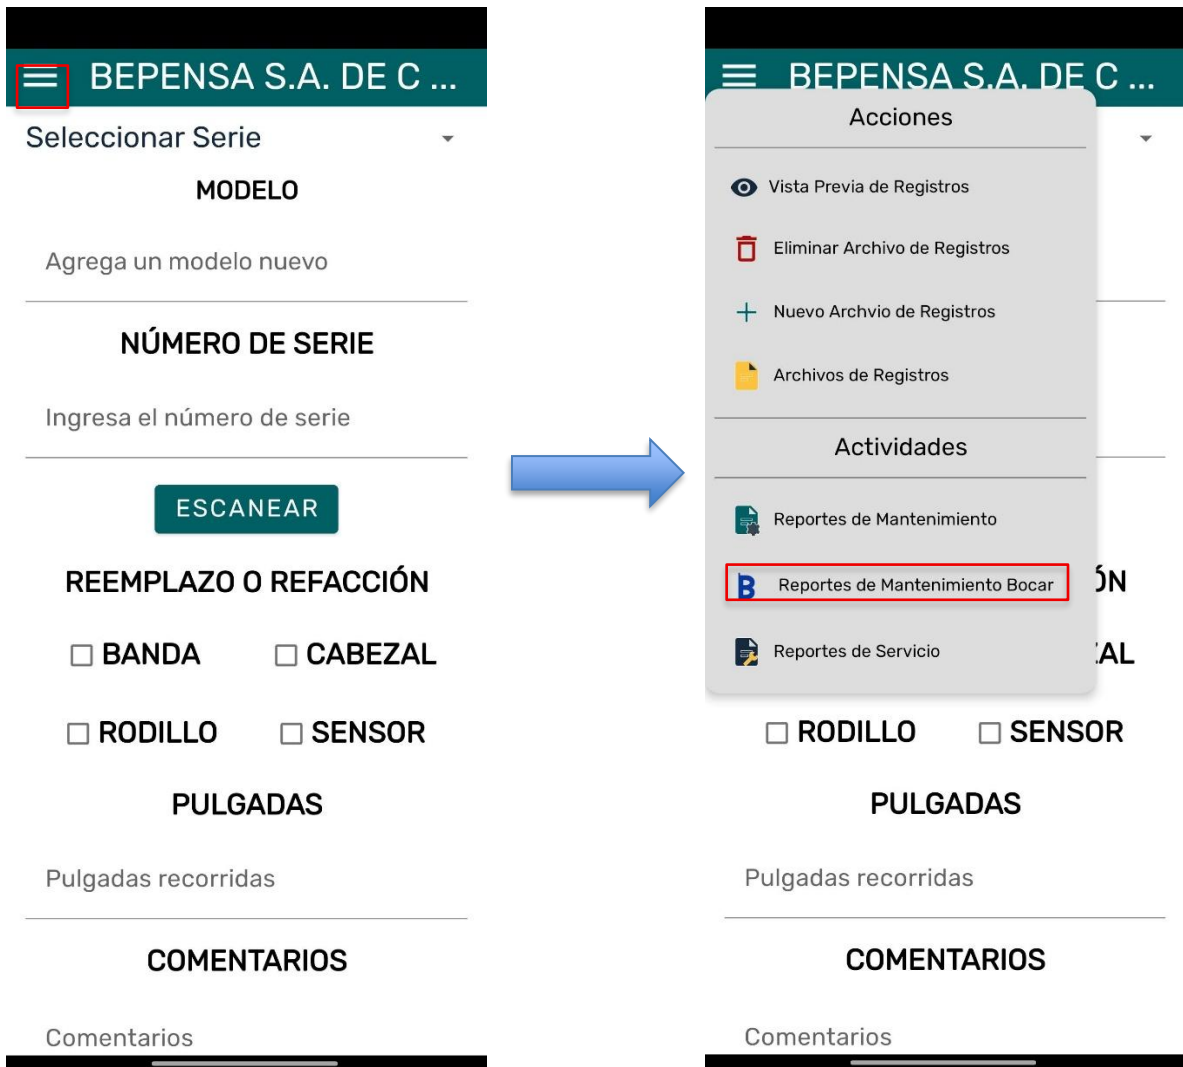 BEPENSA S.A. DE C ...
Seleccionar Serie
MODELO
Agrega un modelo nuevo
NÚMERO DE SERIE
Ingresa el número de serie
ESCANEAR
REEMPLAZO O REFACCIÓN
BANDA CABEZAL
RODILLO SENSOR
PULGADAS
Pulgadas recorridas
COMENTARIOS
Comentarios
BEPENSA S.A. DE C ...
Acciones
Vista Previa de Registros
Eliminar Archivo de Registros
Nuevo Archvio de Registros
Archivos de Registros
Actividades
Reportes de Mantenimiento
B Reportes de Mantenimiento Bocar
ÓN
Reportes de Servicio
ZAL
RODILLO SENSOR
PULGADAS
Pulgadas recorridas
COMENTARIOS
Comentarios